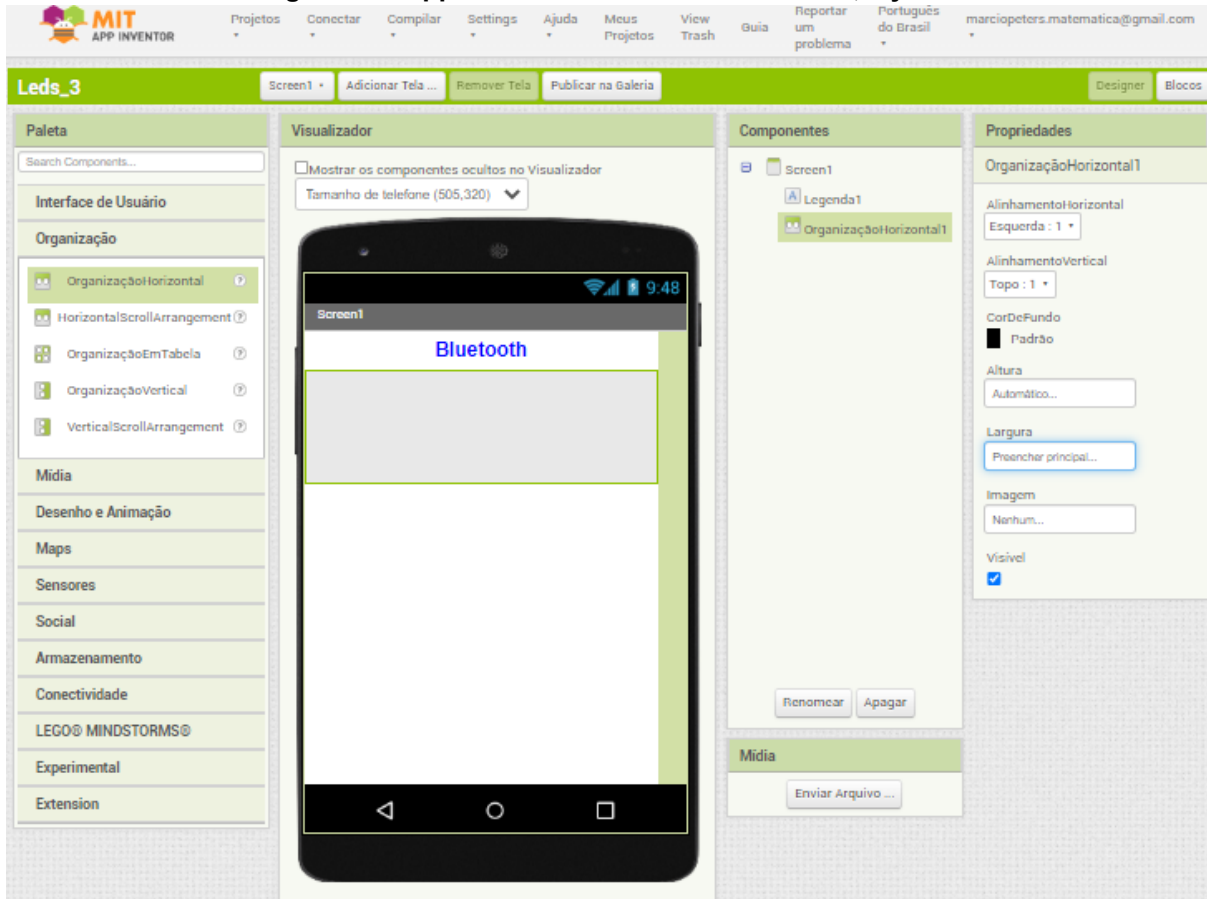 MIT
APP INVENTOR
Projetos
Conectar
Compilar
Settings
Ajuda
Meus
Projetos
View
Trash
Guia
Reportar
um
problema
Português
do Brasil
marciopeters.matematica@gmail.com
Leds_3
Screen1
Adicionar Tela ...
Remover Tela
Publicar na Galeria
Designer
Blocos
Paleta
Search Components...
Interface de Usuário
Organização
OrganizaçãoHorizontal
HorizontalScrollArrangement
OrganizaçãoEmTabela
OrganizaçãoVertical
VerticalScrollArrangement
Mídia
Desenho e Animação
Maps
Sensores
Social
Armazenamento
Conectividade
LEGO® MINDSTORMS®
Experimental
Extension
Visualizador
Mostrar os componentes ocultos no Visualizador
Tamanho de telefone (505,320)
9:48
Screen1
Bluetooth
Componentes
Screen1
A Legenda1
OrganizaçãoHorizontal1
Renomear
Apagar
Mídia
Enviar Arquivo ...
Propriedades
OrganizaçãoHorizontal1
AlinhamentoHorizontal
Esquerda : 1
AlinhamentoVertical
Topo : 1
CorDeFundo
Padrão
Altura
Automático...
Largura
Preencher principal...
Imagem
Nenhum...
Visível